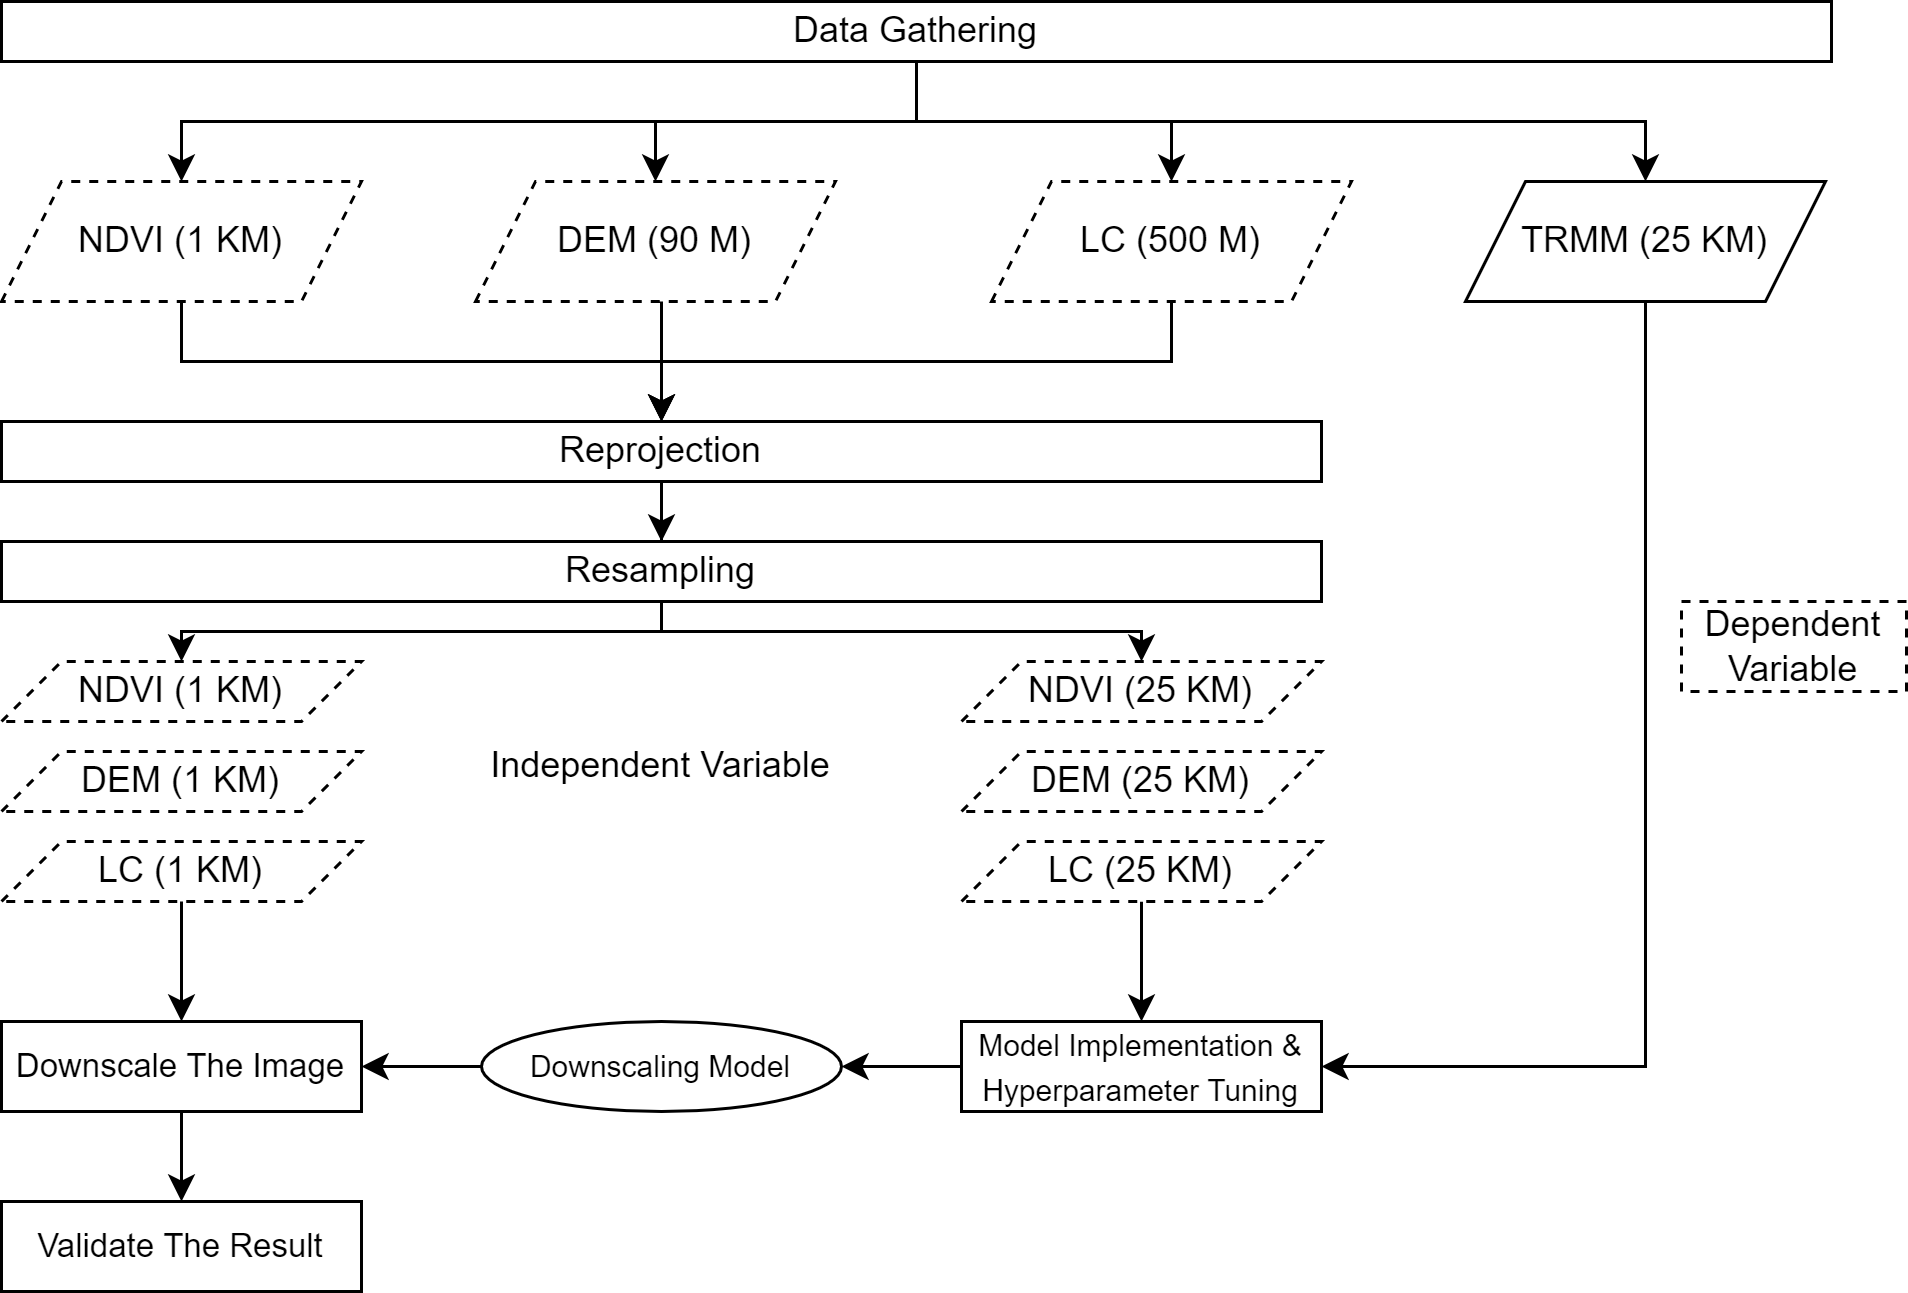 Data Gathering
NDVI (1 KM)
DEM (90 M)
LC (500 M)
TRMM (25 KM)
Reprojection
Resampling
NDVI (1 KM)
DEM (1 KM)
LC (1 KM)
Independent Variable
NDVI (25 KM)
DEM (25 KM)
LC (25 KM)
Dependent
Variable
Downscale The Image
Downscaling Model
Model Implementation &
Hyperparameter Tuning
Validate The Result